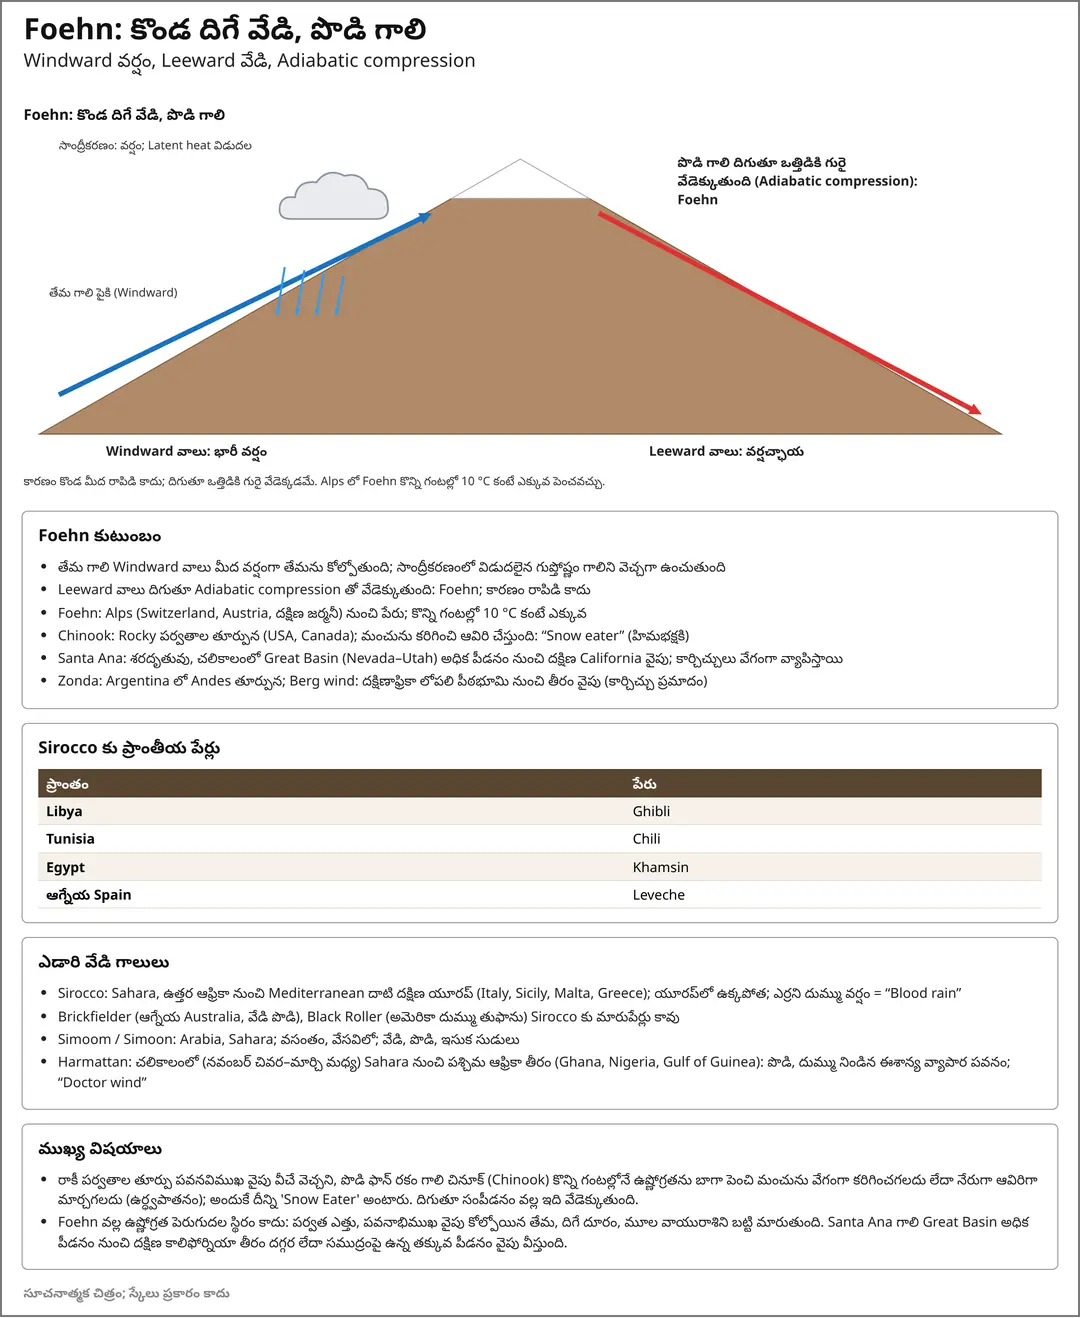 Foehn: కొండ దిగే వేడి, పొడి గాలి
Windward వర్షం, Leeward వేడి, Adiabatic compression
Foehn: కొండ దిగే వేడి, పొడి గాలి
సాంద్రీకరణం: వర్షం; Latent heat విడుదల
పొడి గాలి దిగుతూ ఒత్తిడికి గురై
వేడెక్కుతుంది (Adiabatic compression):
Foehn
తేమ గాలి పైకి (Windward)
Windward వాలు: భారీ వర్షం
Leeward వాలు: వర్షచ్ఛాయ
కారణం కొండ మీద రాపిడి కాదు; దిగుతూ ఒత్తిడికి గురై వేడెక్కడమే. Alps లో Foehn కొన్ని గంటల్లో 10 °C కంటే ఎక్కువ పెంచవచ్చు.
Foehn కుటుంబం
• తేమ గాలి Windward వాలు మీద వర్షంగా తేమను కోల్పోతుంది; సాంద్రీకరణంలో విడుదలైన గుప్తోష్ణం గాలిని వెచ్చగా ఉంచుతుంది
• Leeward వాలు దిగుతూ Adiabatic compression తో వేడెక్కుతుంది: Foehn; కారణం రాపిడి కాదు
• Foehn: Alps (Switzerland, Austria, దక్షిణ జర్మనీ) నుంచి పేరు; కొన్ని గంటల్లో 10 °C కంటే ఎక్కువ
• Chinook: Rocky పర్వతాల తూర్పున (USA, Canada); మంచును కరిగించి ఆవిరి చేస్తుంది: “Snow eater” (హిమభక్షకి)
• Santa Ana: శరదృతువు, చలికాలంలో Great Basin (Nevada–Utah) అధిక పీడనం నుంచి దక్షిణ California వైపు; కార్చిచ్చులు వేగంగా వ్యాపిస్తాయి
• Zonda: Argentina లో Andes తూర్పున; Berg wind: దక్షిణాఫ్రికా లోపలి పీఠభూమి నుంచి తీరం వైపు (కార్చిచ్చు ప్రమాదం)
Sirocco కు ప్రాంతీయ పేర్లు
ప్రాంతం పేరు
Libya Ghibli
Tunisia Chili
Egypt Khamsin
ఆగ్నేయ Spain Leveche
ఎడారి వేడి గాలులు
• Sirocco: Sahara, ఉత్తర ఆఫ్రికా నుంచి Mediterranean దాటి దక్షిణ యూరప్ (Italy, Sicily, Malta, Greece); యూరప్‌లో ఉక్కపోత; ఎర్రని దుమ్ము వర్షం = “Blood rain”
• Brickfielder (ఆగ్నేయ Australia, వేడి పొడి), Black Roller (అమెరికా దుమ్ము తుఫాను) Sirocco కు మారుపేర్లు కావు
• Simoom / Simoon: Arabia, Sahara; వసంతం, వేసవిలో; వేడి, పొడి, ఇసుక సుడులు
• Harmattan: చలికాలంలో (నవంబర్ చివర–మార్చి మధ్య) Sahara నుంచి పశ్చిమ ఆఫ్రికా తీరం (Ghana, Nigeria, Gulf of Guinea): పొడి, దుమ్ము నిండిన ఈశాన్య వ్యాపార పవనం;
“Doctor wind”
ముఖ్య విషయాలు
• రాకీ పర్వతాల తూర్పు పవనవిముఖ వైపు వీచే వెచ్చని, పొడి ఫాన్ రకం గాలి చినూక్ (Chinook) కొన్ని గంటల్లోనే ఉష్ణోగ్రతను బాగా పెంచి మంచును వేగంగా కరిగించగలదు లేదా నేరుగా ఆవిరిగా
మార్చగలదు (ఉర్ధ్వపాతనం); అందుకే దీన్ని 'Snow Eater' అంటారు. దిగుతూ సంపీడనం వల్ల ఇది వేడెక్కుతుంది.
• Foehn వల్ల ఉష్ణోగ్రత పెరుగుదల స్థిరం కాదు: పర్వత ఎత్తు, పవనాభిముఖ వైపు కోల్పోయిన తేమ, దిగే దూరం, మూల వాయురాశిని బట్టి మారుతుంది. Santa Ana గాలి Great Basin అధిక
పీడనం నుంచి దక్షిణ కాలిఫోర్నియా తీరం దగ్గర లేదా సముద్రంపై ఉన్న తక్కువ పీడనం వైపు వీస్తుంది.
సూచనాత్మక చిత్రం; స్కేలు ప్రకారం కాదు